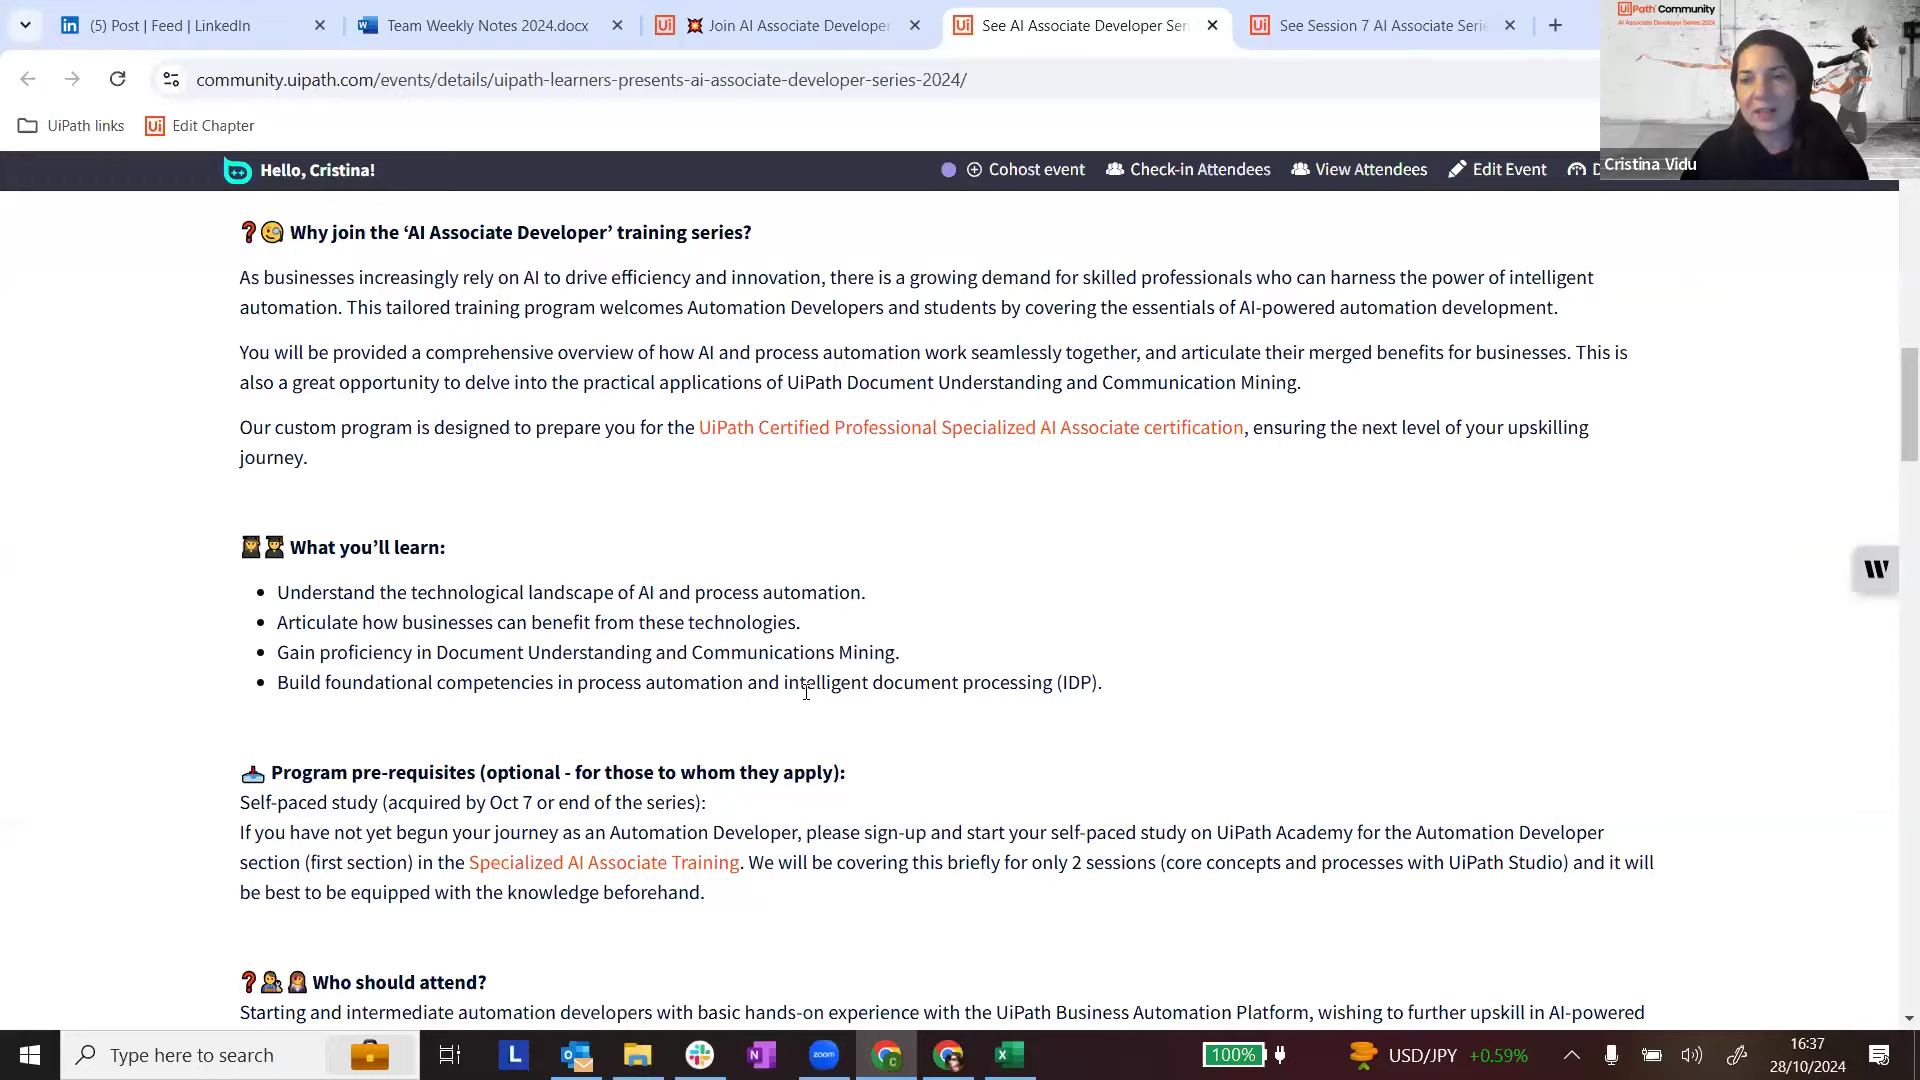 (5) Post | Feed | LinkedIn
Team Weekly Notes 2024.docx
Join AI Associate Developer
See AI Associate Developer Ser
See Session 7 AI Associate Serie
community.uipath.com/events/details/uipath-learners-presents-ai-associate-developer-series-2024/
UiPath links
Edit Chapter
UiPath Community
AI Associate Developer Series 2024
Cristina Vidu
Hello, Cristina!
Cohost event
Check-in Attendees
View Attendees
Edit Event
D
❓🧐 Why join the ‘AI Associate Developer’ training series?
As businesses increasingly rely on AI to drive efficiency and innovation, there is a growing demand for skilled professionals who can harness the power of intelligent
automation. This tailored training program welcomes Automation Developers and students by covering the essentials of AI-powered automation development.
You will be provided a comprehensive overview of how AI and process automation work seamlessly together, and articulate their merged benefits for businesses. This is
also a great opportunity to delve into the practical applications of UiPath Document Understanding and Communication Mining.
Our custom program is designed to prepare you for the UiPath Certified Professional Specialized AI Associate certification, ensuring the next level of your upskilling
journey.
What you’ll learn:
• Understand the technological landscape of AI and process automation.
• Articulate how businesses can benefit from these technologies.
• Gain proficiency in Document Understanding and Communications Mining.
• Build foundational competencies in process automation and intelligent document processing (IDP).
Program pre-requisites (optional - for those to whom they apply):
Self-paced study (acquired by Oct 7 or end of the series):
If you have not yet begun your journey as an Automation Developer, please sign-up and start your self-paced study on UiPath Academy for the Automation Developer
section (first section) in the Specialized AI Associate Training. We will be covering this briefly for only 2 sessions (core concepts and processes with UiPath Studio) and it will
be best to be equipped with the knowledge beforehand.
Who should attend?
Starting and intermediate automation developers with basic hands-on experience with the UiPath Business Automation Platform, wishing to further upskill in AI-powered
W
Type here to search
L
zoom
100%
USD/JPY +0.59%
16:37
28/10/2024